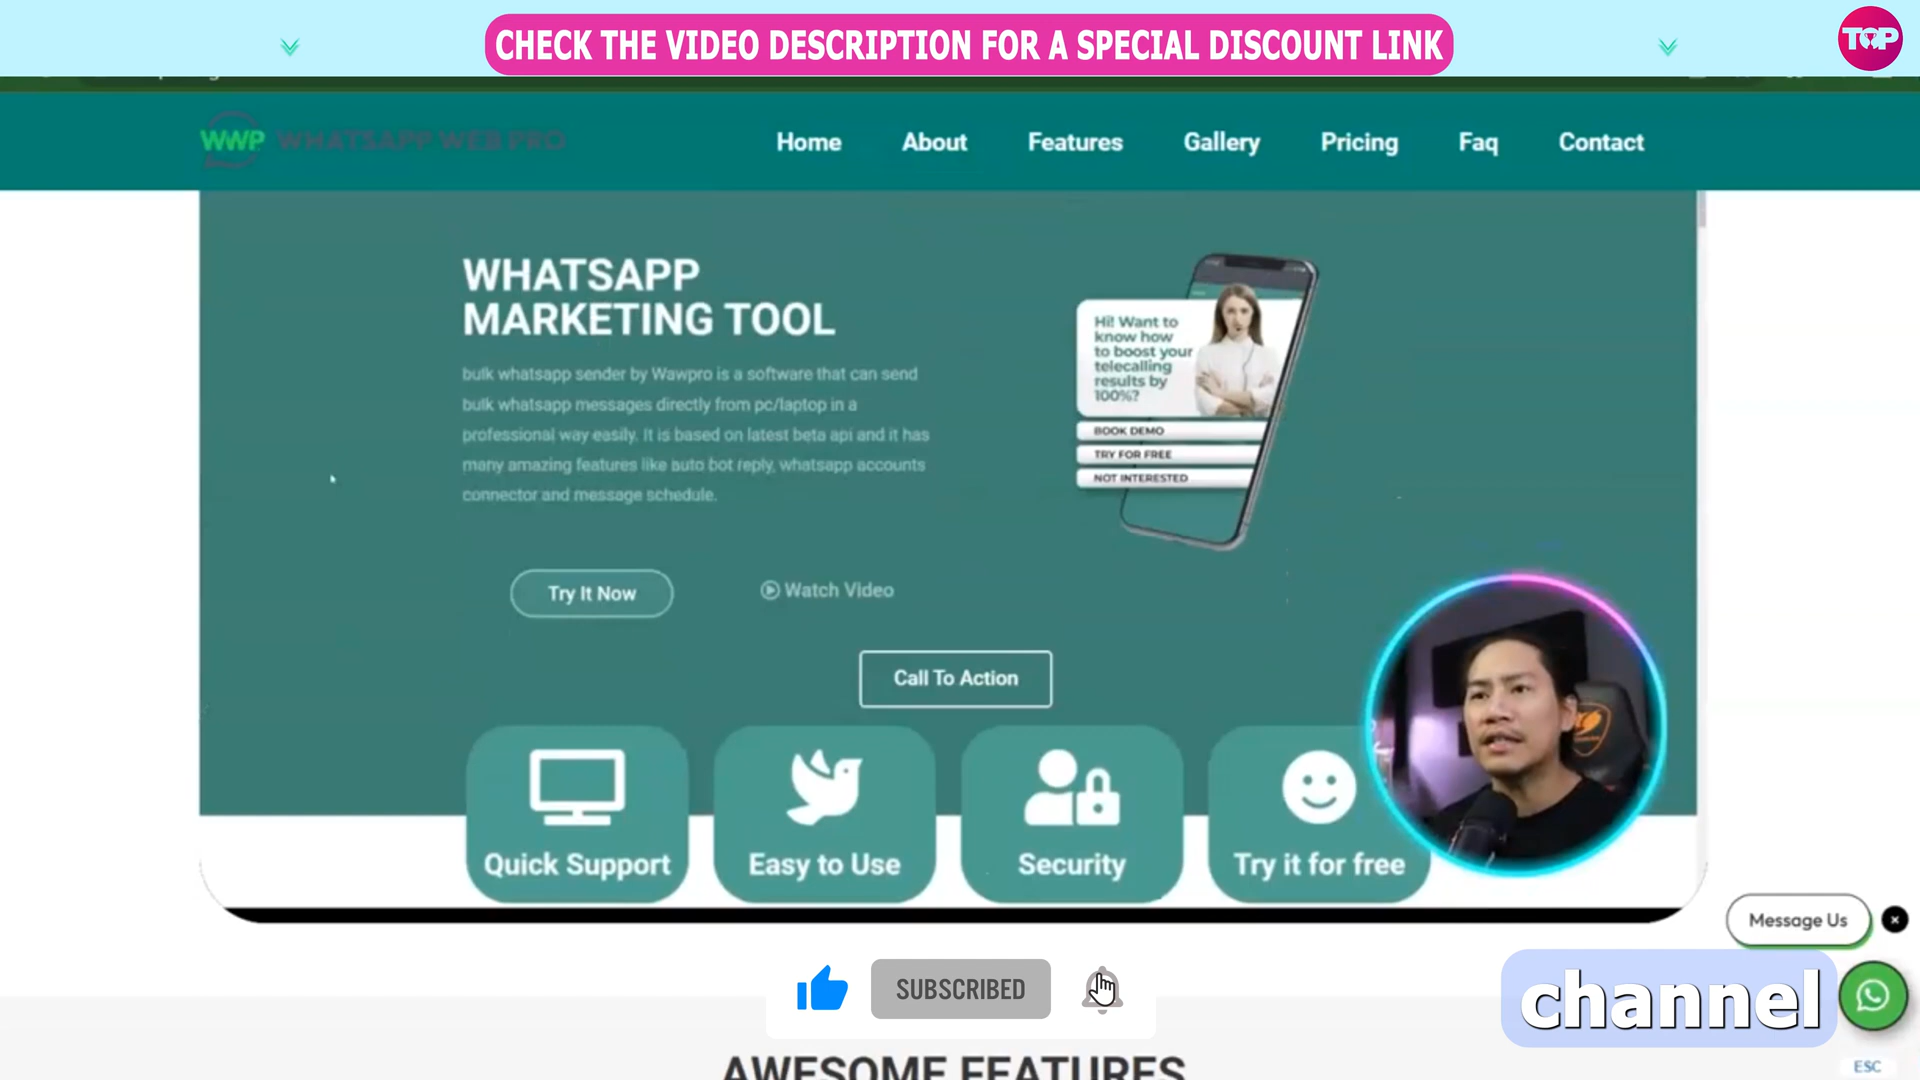 CHECK THE VIDEO DESCRIPTION FOR A SPECIAL DISCOUNT LINK
TOP
WWP WHATSAPP WEB PRO
Home
About
Features
Gallery
Pricing
Faq
Contact
WHATSAPP
MARKETING TOOL
bulk whatsapp sender by Wawpro is a software that can send
bulk whatsapp messages directly from pc/laptop in a
professional way easily. It is based on latest beta api and it has
many amazing features like auto bot reply, whatsapp accounts
connector and message schedule.
Hi! Want to
know how
to boost your
telecalling
results by
100%?
BOOK DEMO
TRY FOR FREE
NOT INTERESTED
Try It Now
Watch Video
Call To Action
Quick Support
Easy to Use
Security
Try it for free
Message Us
SUBSCRIBED
channel
AWESOME FEATURES
ESC